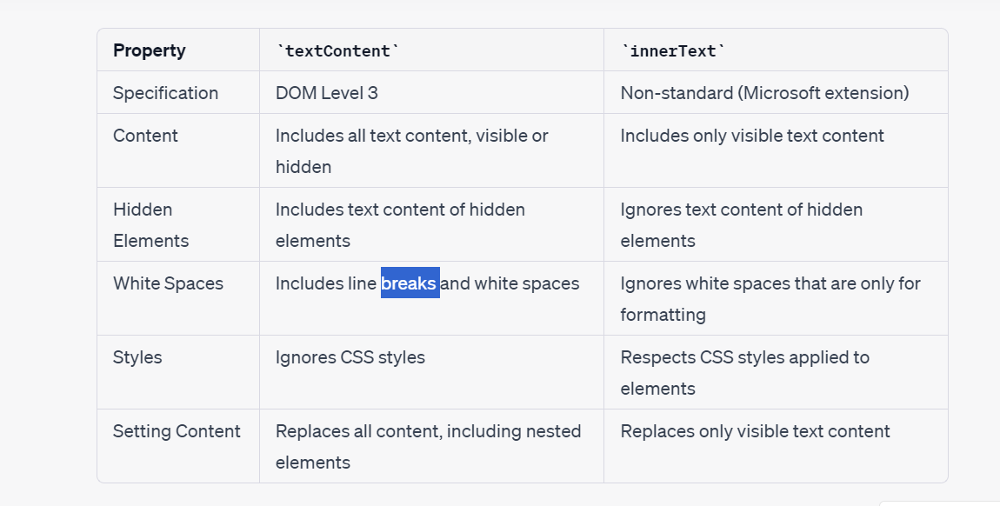 Property `textContent` `innerText`
Specification DOM Level 3 Non-standard (Microsoft extension)
Content Includes all text content, visible or Includes only visible text content
hidden
Hidden Includes text content of hidden Ignores text content of hidden
Elements elements elements
White Spaces Includes line breaks and white spaces Ignores white spaces that are only for
formatting
Styles Ignores CSS styles Respects CSS styles applied to
elements
Setting Content Replaces all content, including nested Replaces only visible text content
elements